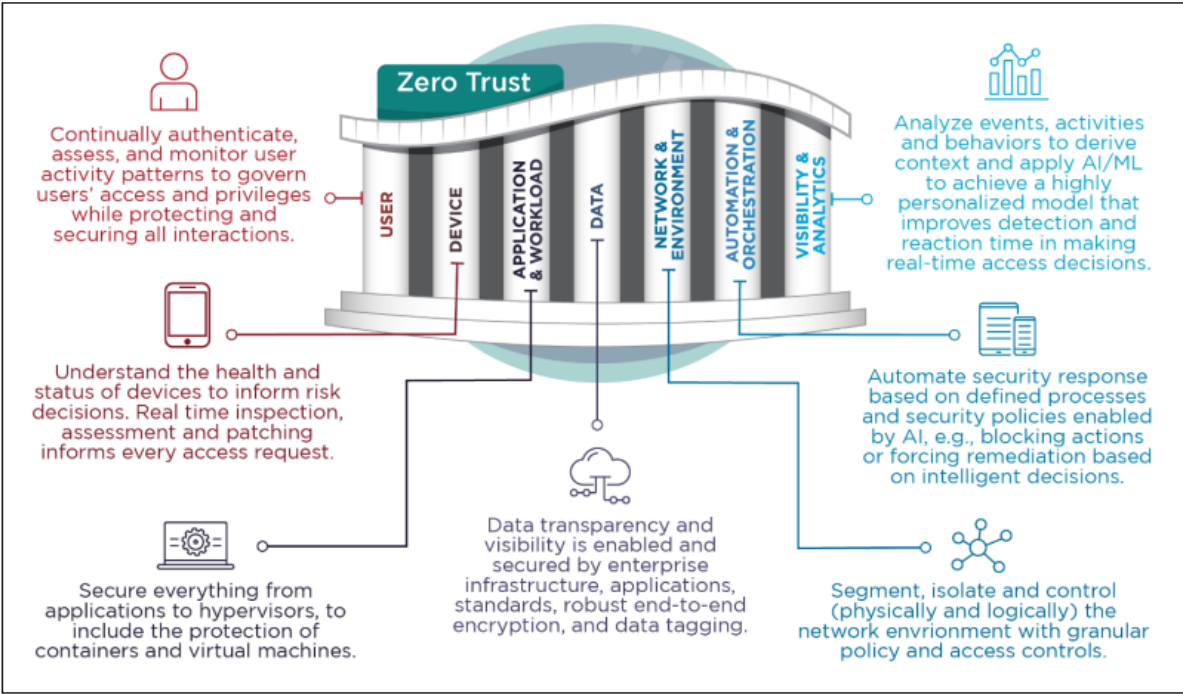 Zero Trust
USER
DEVICE
APPLICATION
& WORKLOAD
DATA
NETWORK &
ENVIRONMENT
AUTOMATION &
ORCHESTRATION
VISIBILITY &
ANALYTICS
Continually authenticate,
assess, and monitor user
activity patterns to govern
users' access and privileges
while protecting and
securing all interactions.
Understand the health and
status of devices to inform risk
decisions. Real time inspection,
assessment and patching
informs every access request.
Secure everything from
applications to hypervisors, to
include the protection of
containers and virtual machines.
Data transparency and
visibility is enabled and
secured by enterprise
infrastructure, applications,
standards, robust end-to-end
encryption, and data tagging.
Analyze events, activities
and behaviors to derive
context and apply AI/ML
to achieve a highly
personalized model that
improves detection and
reaction time in making
real-time access decisions.
Automate security response
based on defined processes
and security policies enabled
by AI, e.g., blocking actions
or forcing remediation based
on intelligent decisions.
Segment, isolate and control
(physically and logically) the
network envrionment with granular
policy and access controls.